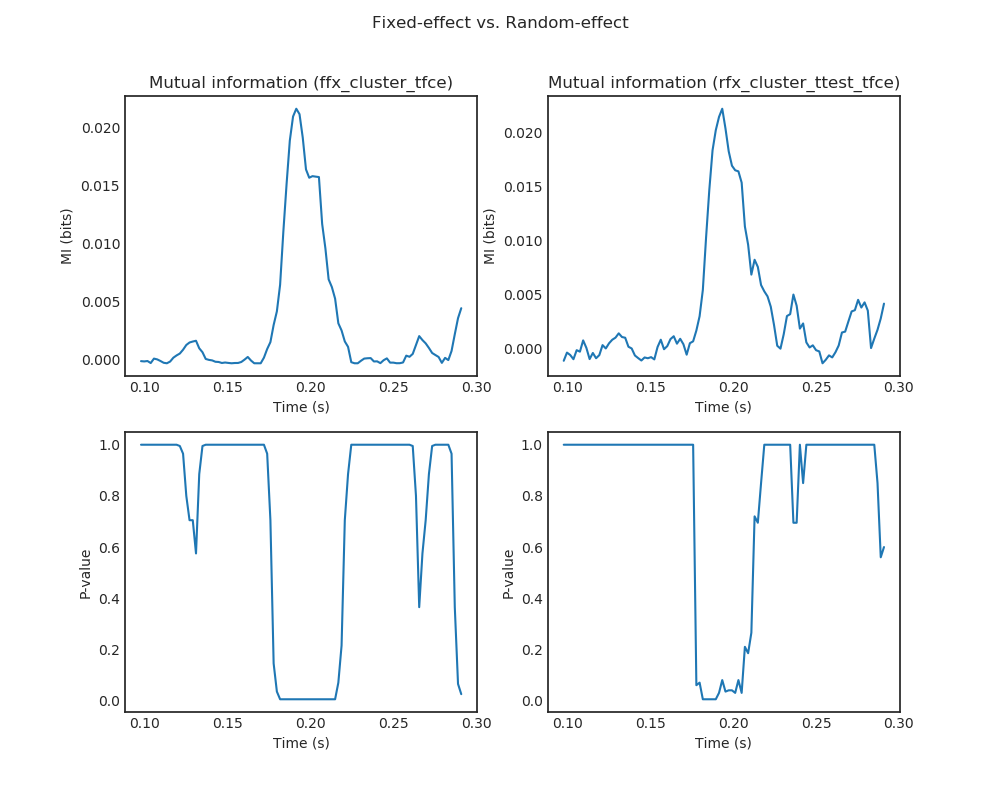 Fixed-effect vs. Random-effect
Mutual information (ffx_cluster_tfce)
MI (bits)
0.020
0.015
0.010
0.005
0.000
0.10 0.15 0.20 0.25 0.30
Time (s)
Mutual information (rfx_cluster_ttest_tfce)
MI (bits)
0.020
0.015
0.010
0.005
0.000
0.10 0.15 0.20 0.25 0.30
Time (s)
P-value
1.0
0.8
0.6
0.4
0.2
0.0
0.10 0.15 0.20 0.25 0.30
Time (s)
P-value
1.0
0.8
0.6
0.4
0.2
0.0
0.10 0.15 0.20 0.25 0.30
Time (s)